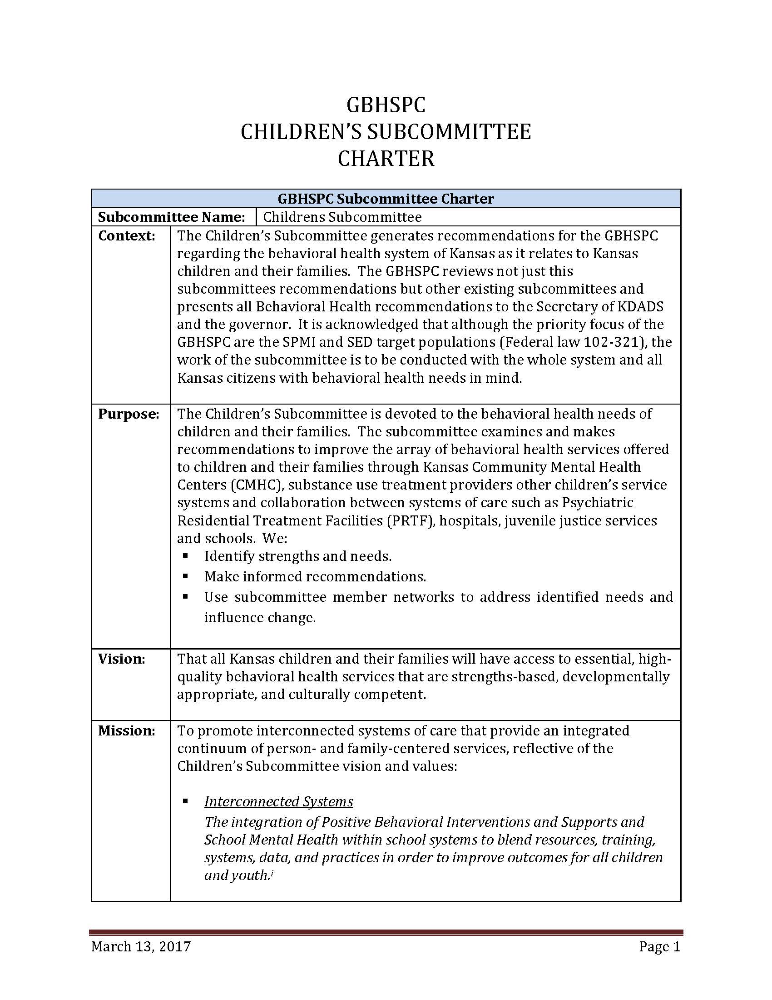 GBHSPC
CHILDREN’S SUBCOMMITTEE
CHARTER
GBHSPC Subcommittee Charter
Subcommittee Name: Childrens Subcommittee
Context: The Children’s Subcommittee generates recommendations for the GBHSPC
regarding the behavioral health system of Kansas as it relates to Kansas
children and their families.  The GBHSPC reviews not just this
subcommittees recommendations but other existing subcommittees and
presents all Behavioral Health recommendations to the Secretary of KDADS
and the governor.  It is acknowledged that although the priority focus of the
GBHSPC are the SPMI and SED target populations (Federal law 102-321), the
work of the subcommittee is to be conducted with the whole system and all
Kansas citizens with behavioral health needs in mind.
Purpose: The Children’s Subcommittee is devoted to the behavioral health needs of
children and their families.  The subcommittee examines and makes
recommendations to improve the array of behavioral health services offered
to children and their families through Kansas Community Mental Health
Centers (CMHC), substance use treatment providers other children’s service
systems and collaboration between systems of care such as Psychiatric
Residential Treatment Facilities (PRTF), hospitals, juvenile justice services
and schools.  We:
▪ Identify strengths and needs.
▪ Make informed recommendations.
▪ Use subcommittee member networks to address identified needs and
influence change.
Vision: That all Kansas children and their families will have access to essential, high-
quality behavioral health services that are strengths-based, developmentally
appropriate, and culturally competent.
Mission: To promote interconnected systems of care that provide an integrated
continuum of person- and family-centered services, reflective of the
Children’s Subcommittee vision and values:
▪ Interconnected Systems
The integration of Positive Behavioral Interventions and Supports and
School Mental Health within school systems to blend resources, training,
systems, data, and practices in order to improve outcomes for all children
and youth.i
March 13, 2017 Page 1